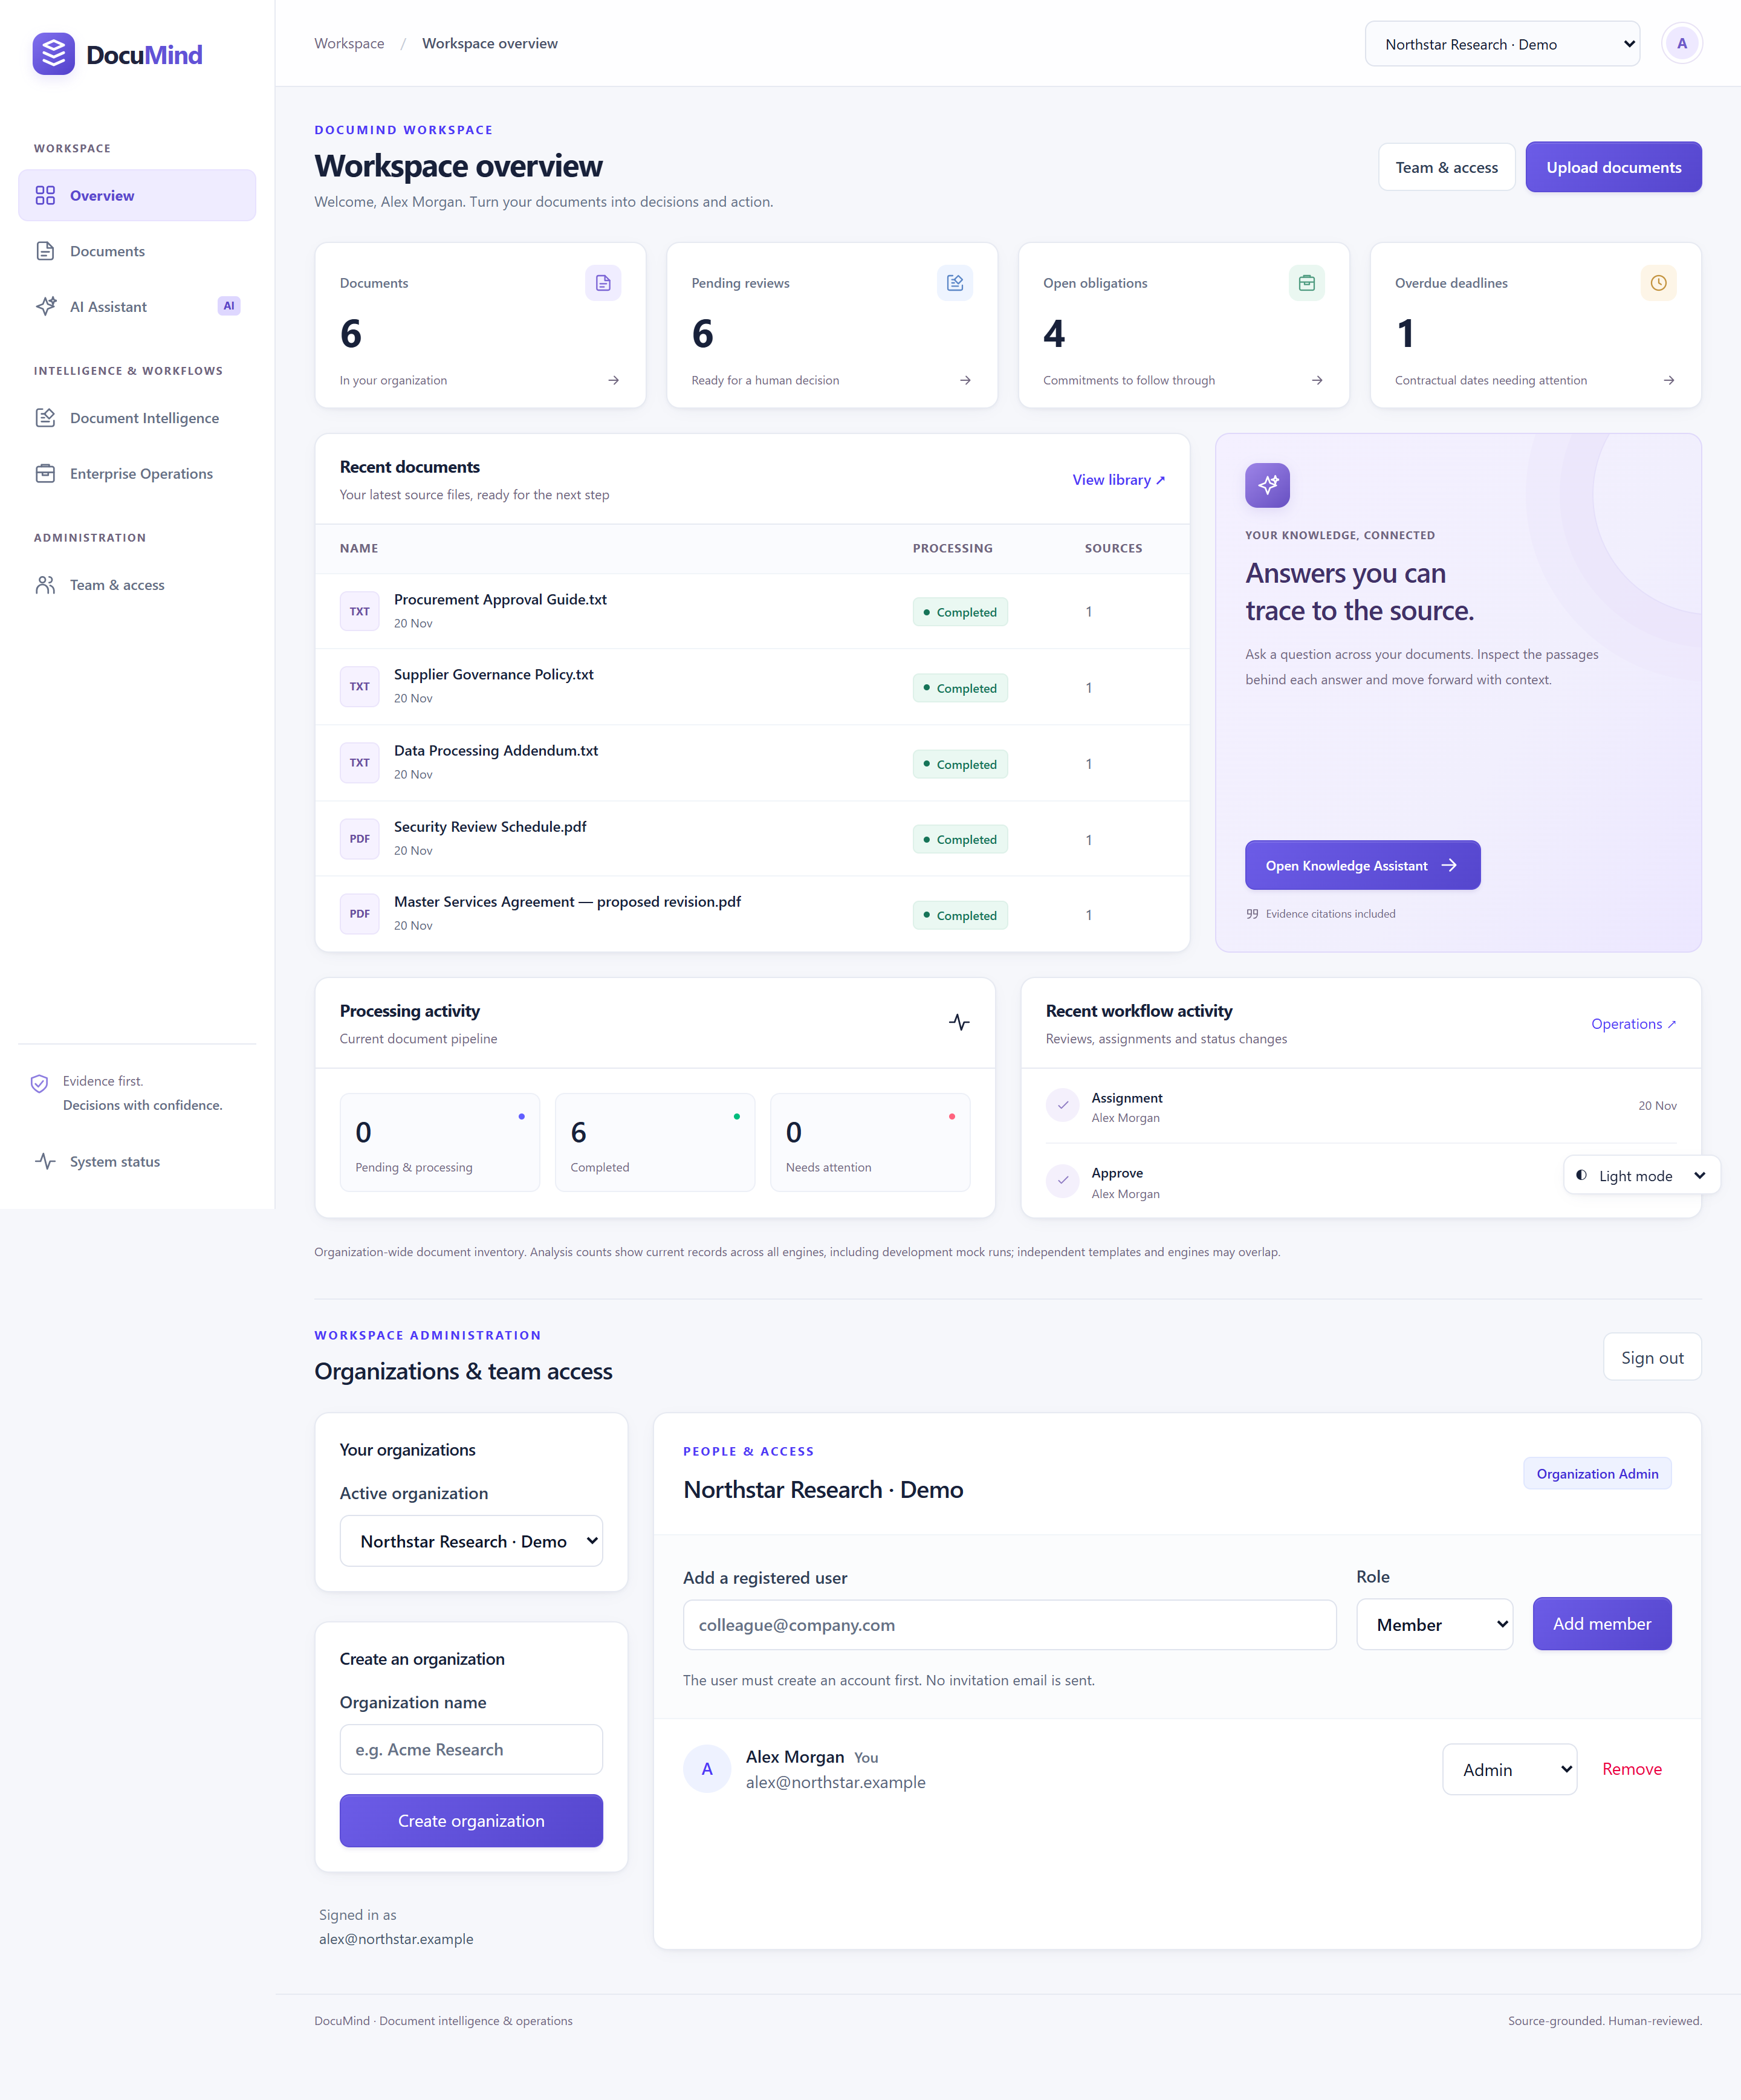 DocuMind
WORKSPACE
Overview
Documents
AI Assistant
AI
INTELLIGENCE & WORKFLOWS
Document Intelligence
Enterprise Operations
ADMINISTRATION
Team & access
Evidence first.
Decisions with confidence.
System status
Workspace / Workspace overview
Northstar Research · Demo
A
DOCUMIND WORKSPACE
Workspace overview
Welcome, Alex Morgan. Turn your documents into decisions and action.
Team & access
Upload documents
Documents
6
In your organization
Pending reviews
6
Ready for a human decision
Open obligations
4
Commitments to follow through
Overdue deadlines
1
Contractual dates needing attention
Recent documents
Your latest source files, ready for the next step
View library ↗
NAME PROCESSING SOURCES
TXT
Procurement Approval Guide.txt
20 Nov
Completed
1
TXT
Supplier Governance Policy.txt
20 Nov
Completed
1
TXT
Data Processing Addendum.txt
20 Nov
Completed
1
PDF
Security Review Schedule.pdf
20 Nov
Completed
1
PDF
Master Services Agreement — proposed revision.pdf
20 Nov
Completed
1
YOUR KNOWLEDGE, CONNECTED
Answers you can
trace to the source.
Ask a question across your documents. Inspect the passages
behind each answer and move forward with context.
Open Knowledge Assistant →
Evidence citations included
Processing activity
Current document pipeline
0
Pending & processing
6
Completed
0
Needs attention
Recent workflow activity
Reviews, assignments and status changes
Operations ↗
Assignment
Alex Morgan
20 Nov
Approve
Alex Morgan
Light mode
Organization-wide document inventory. Analysis counts show current records across all engines, including development mock runs; independent templates and engines may overlap.
WORKSPACE ADMINISTRATION
Organizations & team access
Sign out
Your organizations
Active organization
Northstar Research · Demo
Create an organization
Organization name
e.g. Acme Research
Create organization
Signed in as
alex@northstar.example
PEOPLE & ACCESS
Northstar Research · Demo
Organization Admin
Add a registered user
colleague@company.com
Role
Member
Add member
The user must create an account first. No invitation email is sent.
A
Alex Morgan You
alex@northstar.example
Admin
Remove
DocuMind · Document intelligence & operations
Source-grounded. Human-reviewed.